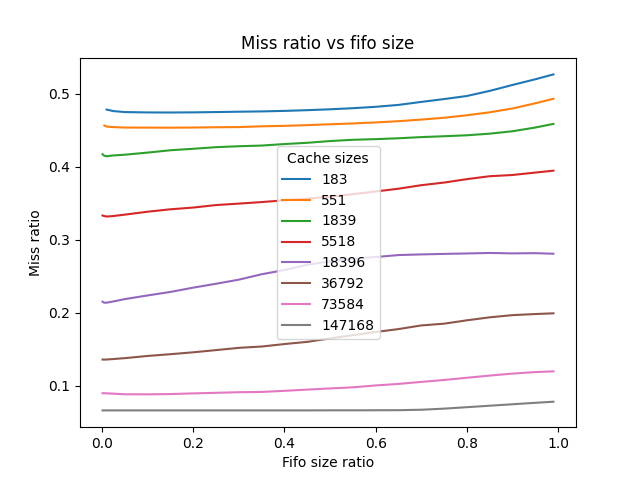 Miss ratio vs fifo size
Miss ratio
0.5
0.4
0.3
0.2
0.1
Cache sizes
183
551
1839
5518
18396
36792
73584
147168
0.0 0.2 0.4 0.6 0.8 1.0
Fifo size ratio